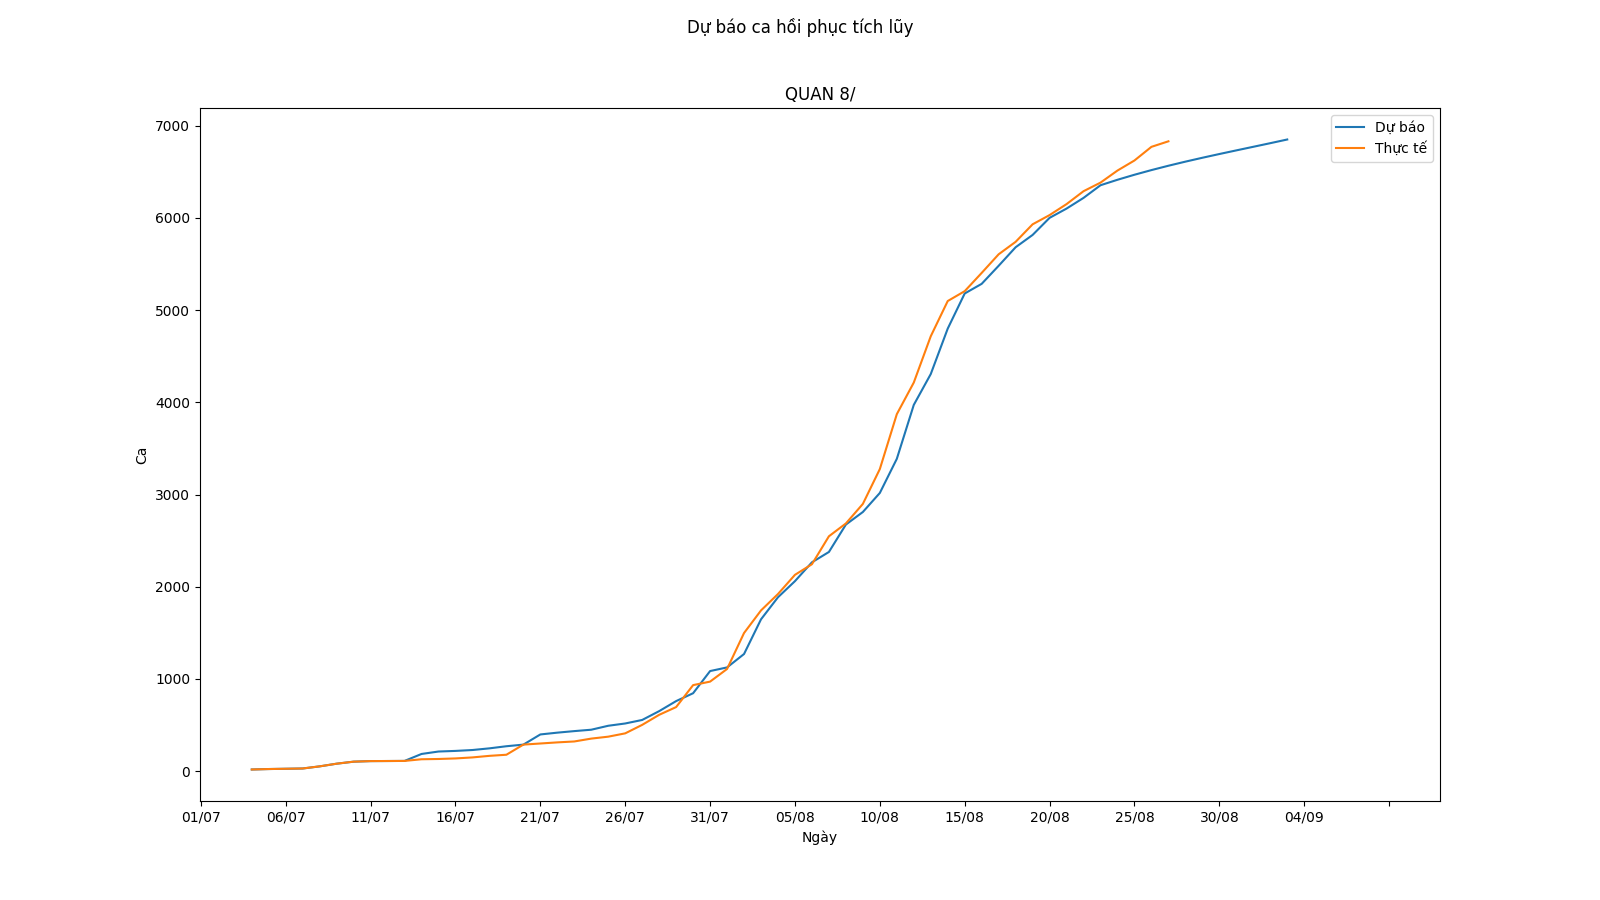 Dự báo ca hồi phục tích lũy
QUAN 8/
Dự báo
Thực tế
7000
6000
5000
4000
3000
2000
1000
0
Ca
01/07 06/07 11/07 16/07 21/07 26/07 31/07 05/08 10/08 15/08 20/08 25/08 30/08 04/09
Ngày